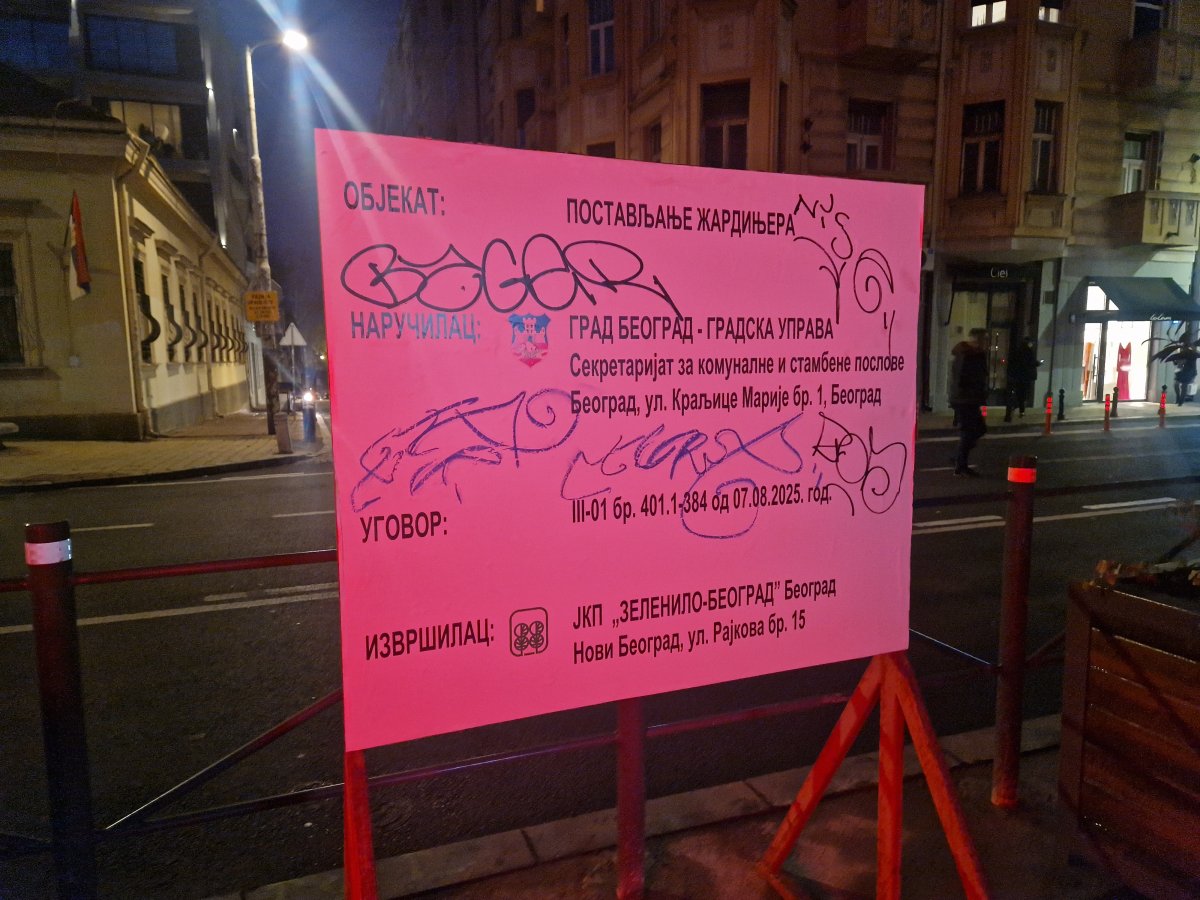 ОБЈЕКАТ: ПОСТАВЉАЊЕ ЖАРДИЊЕРА
НАРУЧИЛАЦ: ГРАД БЕОГРАД - ГРАДСКА УПРАВА
Секретаријат за комуналне и стамбене послове
Београд, ул. Краљице Марије бр. 1, Београд
УГОВОР: III-01 бр. 401.1-384 од 07.08.2025. год.
ИЗВРШИЛАЦ: ЈКП „ЗЕЛЕНИЛО-БЕОГРАД” Београд
Нови Београд, ул. Рајкова бр. 15
Ciel